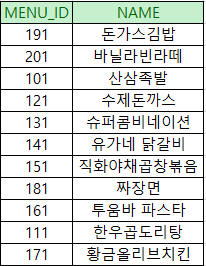 MENU_ID NAME
191 돈가스김밥
201 바닐라빈라떼
101 산삼족발
121 수제돈까스
131 슈퍼콤비네이션
141 유가네 닭갈비
151 직화야채곱창볶음
181 짜장면
161 투움바 파스타
111 한우곱도리탕
171 황금올리브치킨